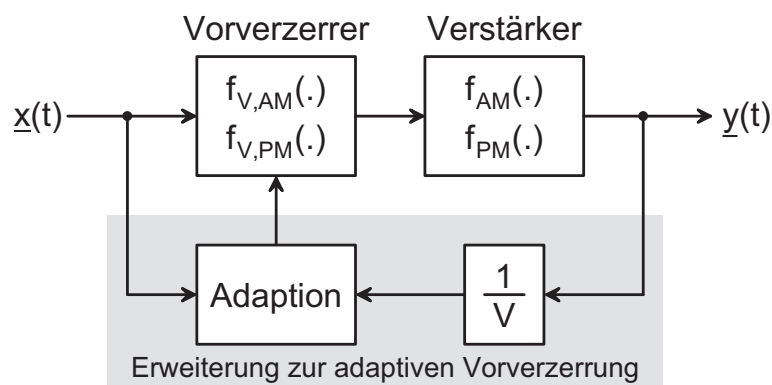 Vorverzerrer
Verstärker
x(t)
f_V,AM(.)
f_V,PM(.)
f_AM(.)
f_PM(.)
y(t)
Adaption
1
V
Erweiterung zur adaptiven Vorverzerrung